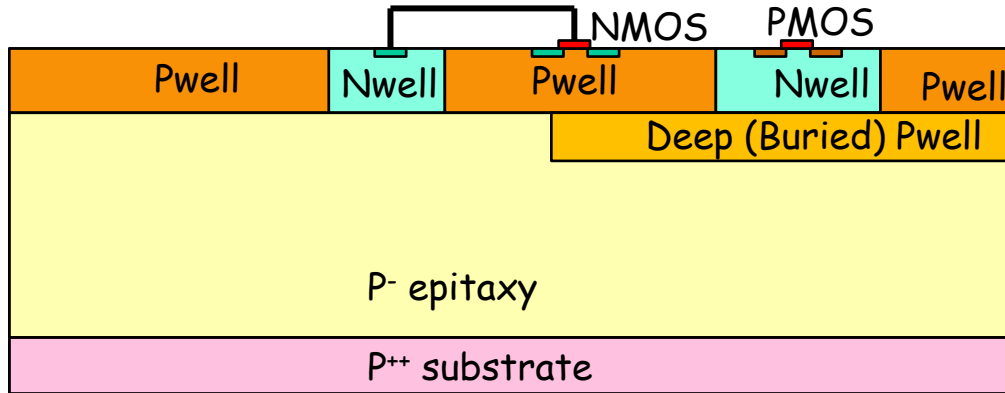 NMOS PMOS
Pwell Nwell Pwell Nwell Pwell
Deep (Buried) Pwell
P⁻ epitaxy
P⁺⁺ substrate